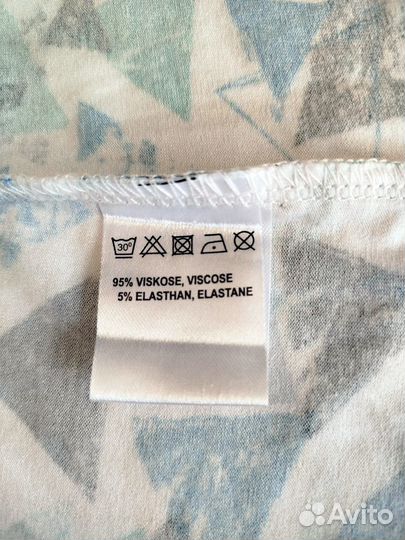 30°
95% VISKOSE, VISCOSE
5% ELASTHAN, ELASTANE
Avito